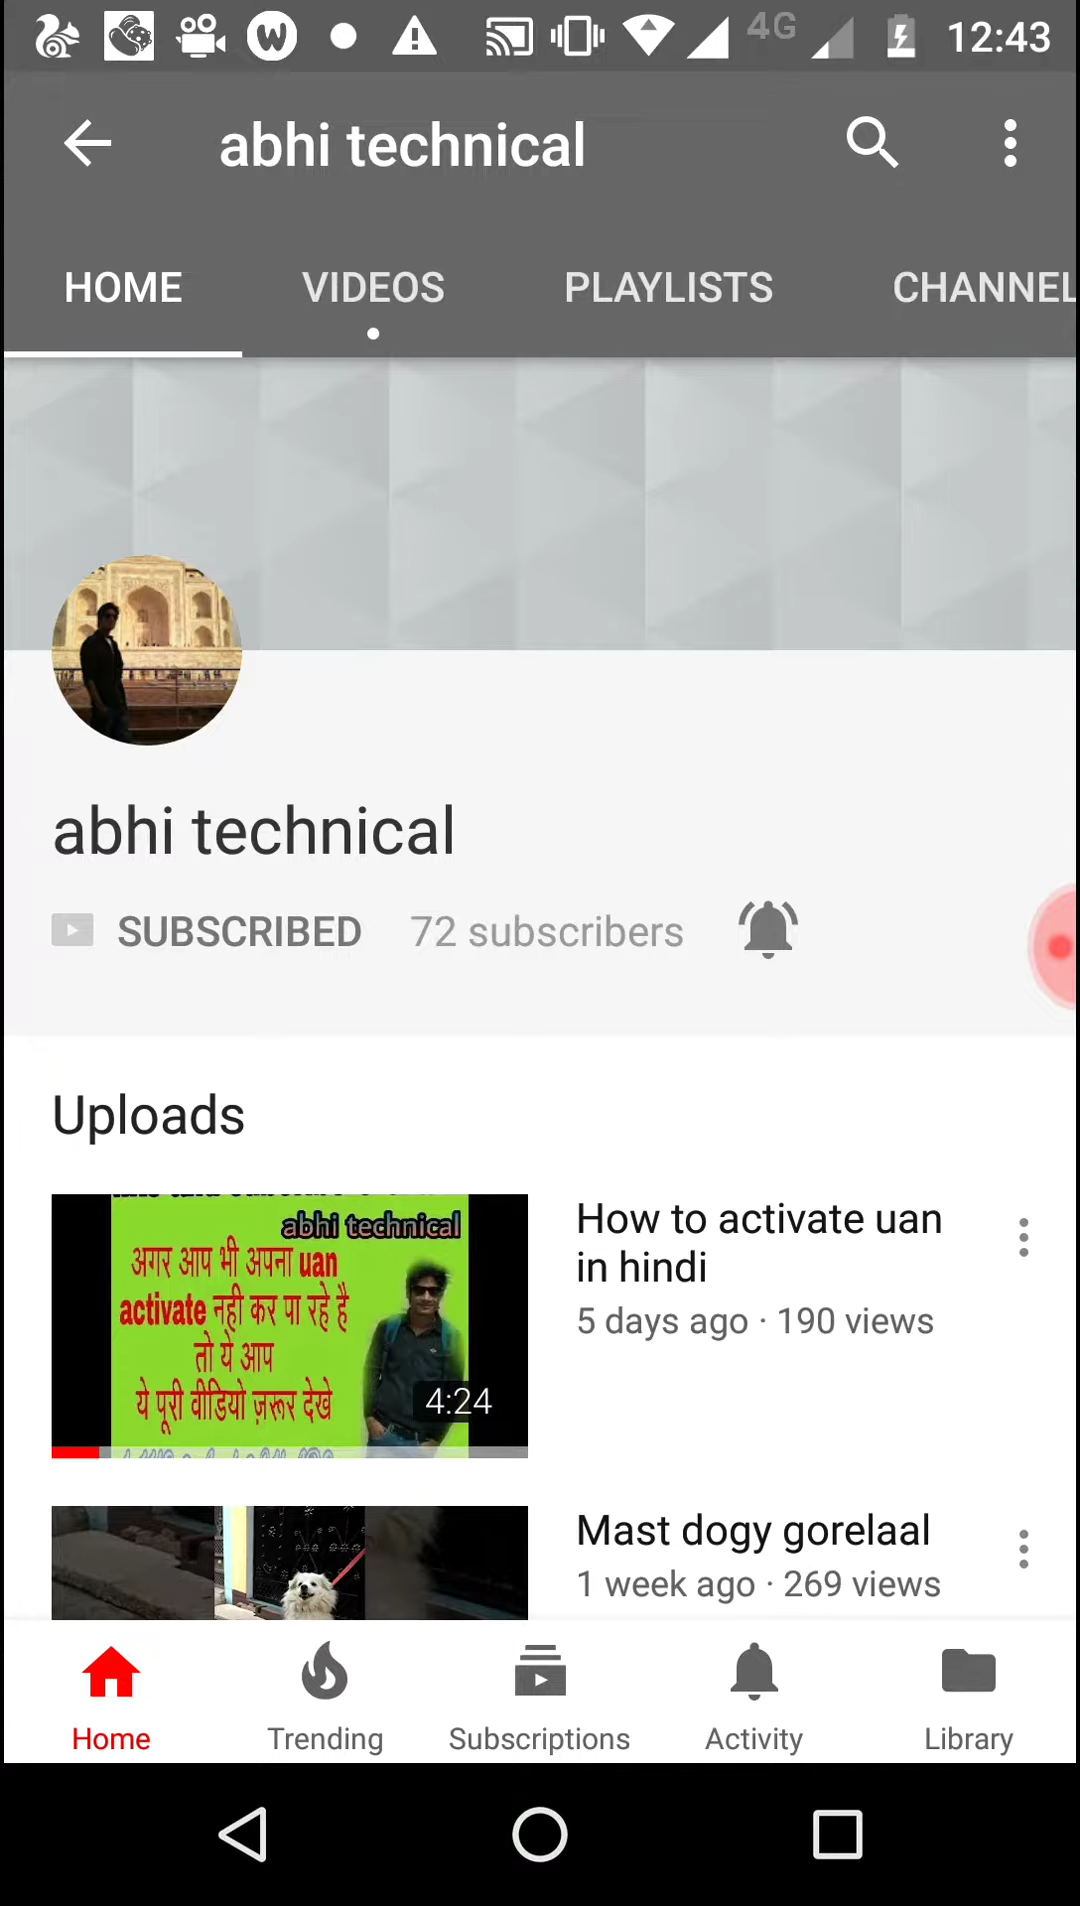 4G 12:43
abhi technical
HOME VIDEOS PLAYLISTS CHANNEL
abhi technical
SUBSCRIBED 72 subscribers
Uploads
abhi technical
अगर आप भी अपना uan
activate नही कर पा रहे है
तो ये आप
ये पूरी वीडियो ज़रूर देखे
4:24
How to activate uan
in hindi
5 days ago · 190 views
Mast dogy gorelaal
1 week ago · 269 views
Home Trending Subscriptions Activity Library